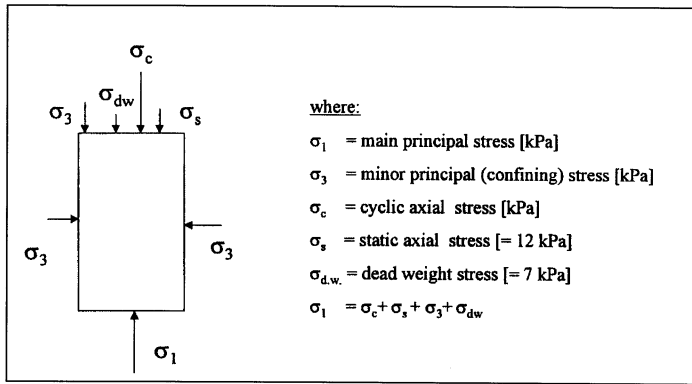 σc
σdw
σ3
σs
σ3
σ3
σ1
where:
σ1 = main principal stress [kPa]
σ3 = minor principal (confining) stress [kPa]
σc = cyclic axial stress [kPa]
σs = static axial stress [= 12 kPa]
σd.w. = dead weight stress [= 7 kPa]
σ1 = σc + σs + σ3 + σdw